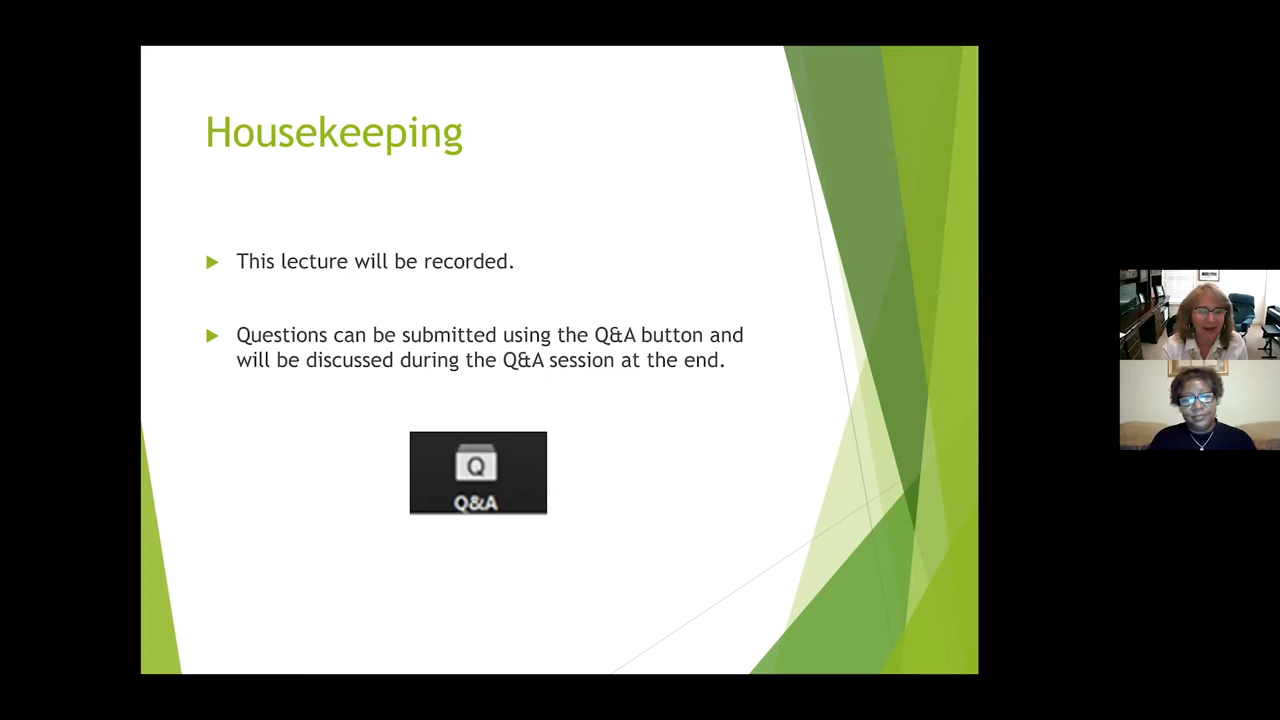 Housekeeping
This lecture will be recorded.
Questions can be submitted using the Q&A button and
will be discussed during the Q&A session at the end.
Q
Q&A